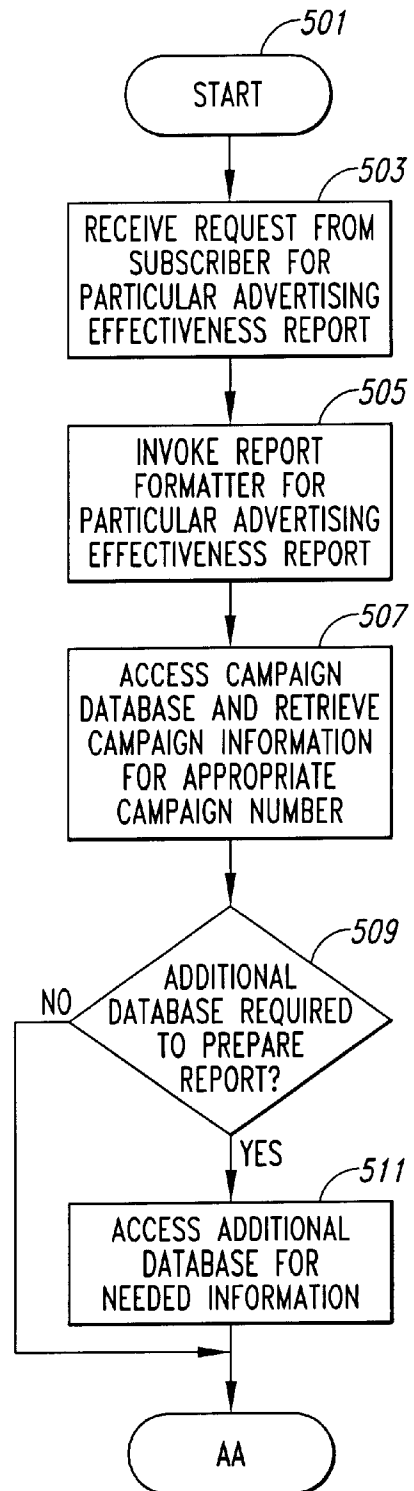 501
START
503
RECEIVE REQUEST FROM
SUBSCRIBER FOR
PARTICULAR ADVERTISING
EFFECTIVENESS REPORT
505
INVOKE REPORT
FORMATTER FOR
PARTICULAR ADVERTISING
EFFECTIVENESS REPORT
507
ACCESS CAMPAIGN
DATABASE AND RETRIEVE
CAMPAIGN INFORMATION
FOR APPROPRIATE
CAMPAIGN NUMBER
509
ADDITIONAL
DATABASE REQUIRED
TO PREPARE
REPORT?
NO
YES
511
ACCESS ADDITIONAL
DATABASE FOR
NEEDED INFORMATION
AA